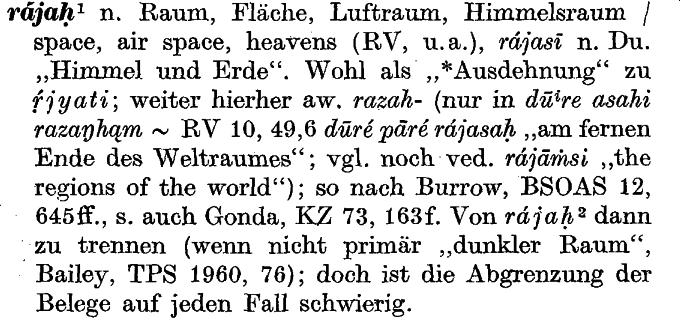 rájaḥ¹ n. Raum, Fläche, Luftraum, Himmelsraum /
space, air space, heavens (RV, u.a.), rájasī n. Du.
„Himmel und Erde“. Wohl als „*Ausdehnung“ zu
ṛ́jyati; weiter hierher aw. razah- (nur in dūⁱre asahi
razaŋhąm ~ RV 10, 49,6 dūré pāré rájasaḥ „am fernen
Ende des Weltraumes“; vgl. noch ved. rájāṁsi „the
regions of the world“); so nach Burrow, BSOAS 12,
645ff., s. auch Gonda, KZ 73, 163f. Von rájaḥ² dann
zu trennen (wenn nicht primär „dunkler Raum“,
Bailey, TPS 1960, 76); doch ist die Abgrenzung der
Belege auf jeden Fall schwierig.